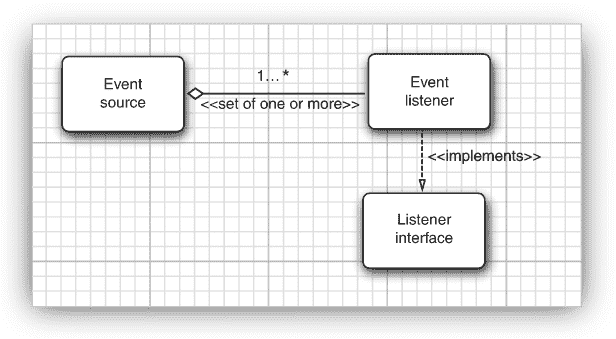 Event
source
1…*
<<set of one or more>>
Event
listener
<<implements>>
Listener
interface